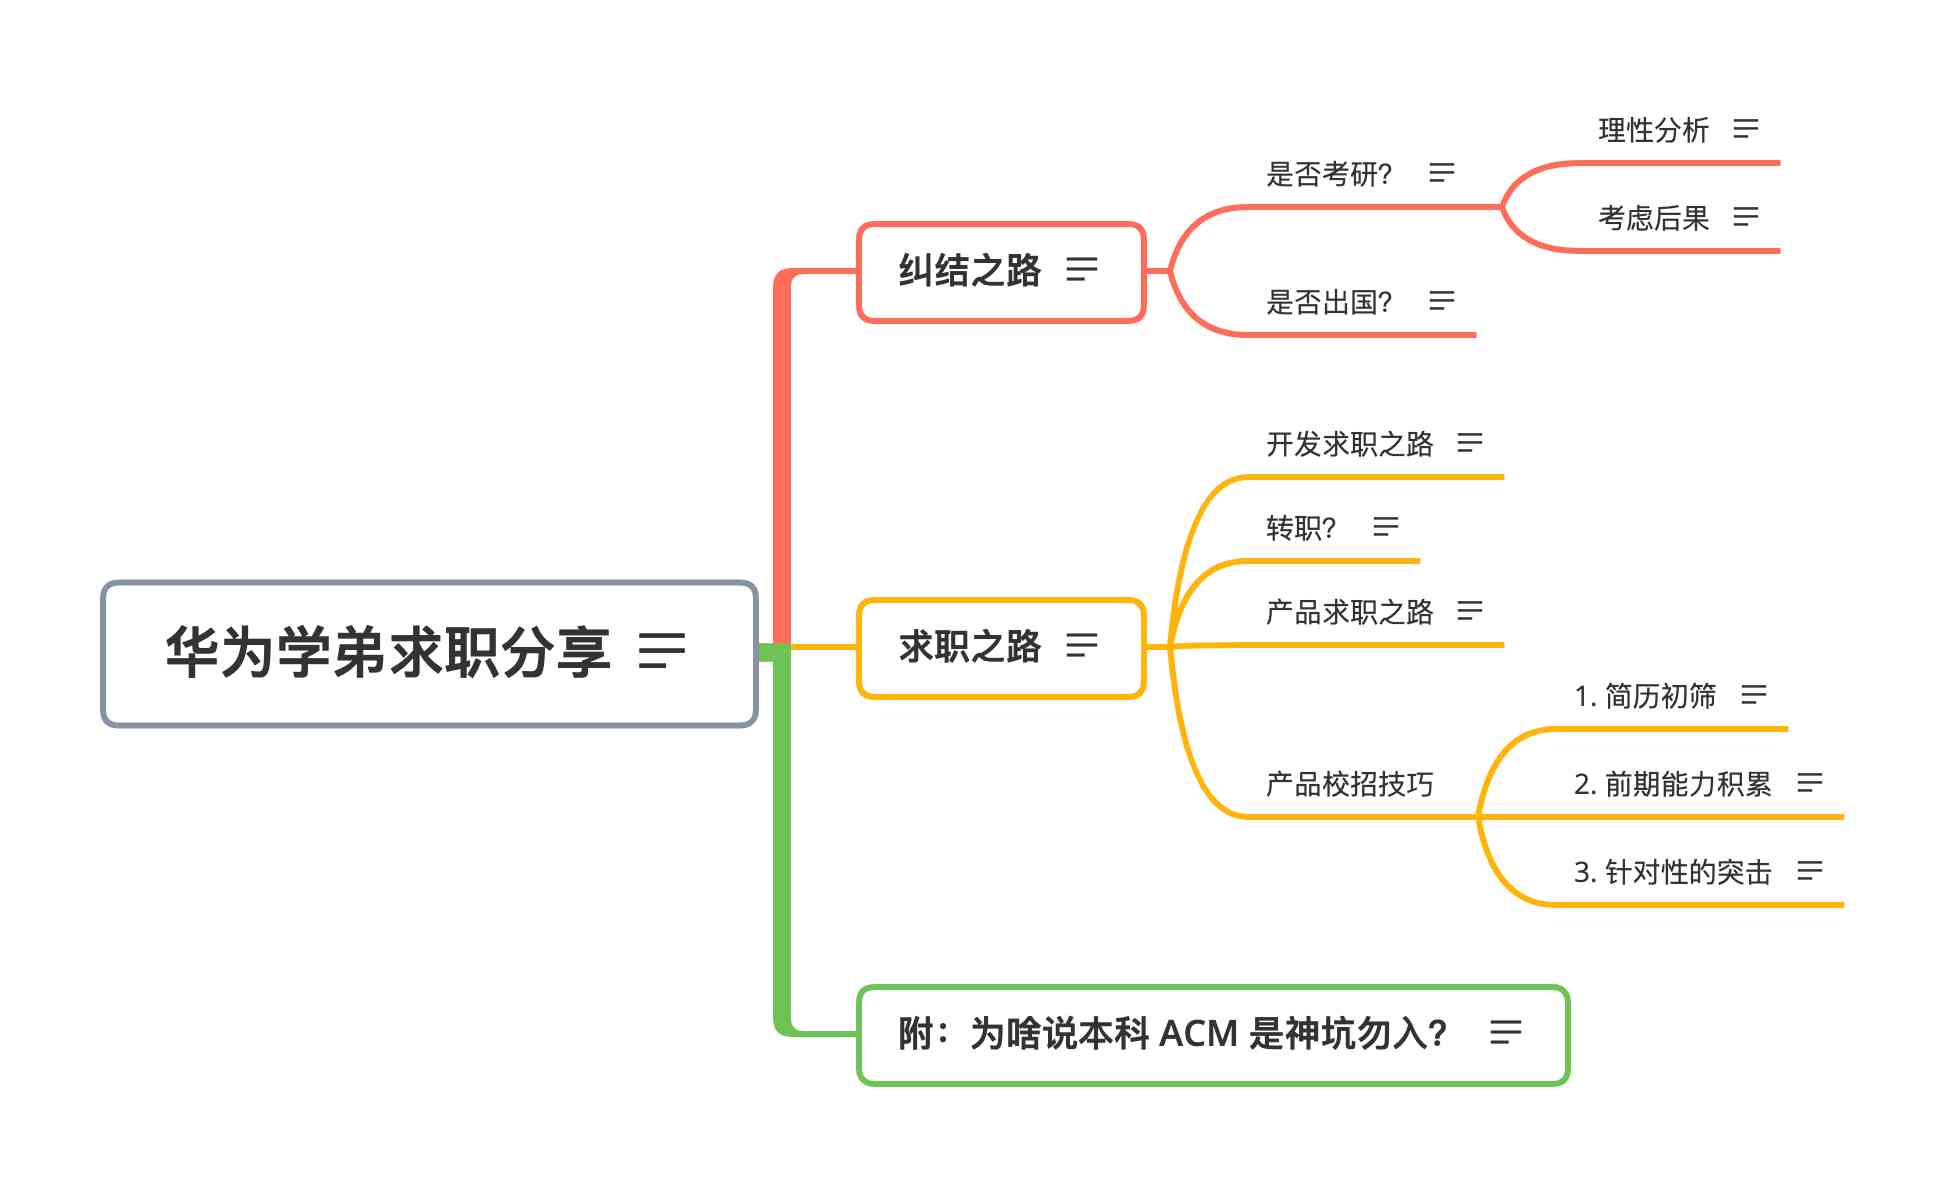 华为学弟求职分享
纠结之路
是否考研？
理性分析
考虑后果
是否出国？
求职之路
开发求职之路
转职？
产品求职之路
产品校招技巧
1. 简历初筛
2. 前期能力积累
3. 针对性的突击
附：为啥说本科 ACM 是神坑勿入？